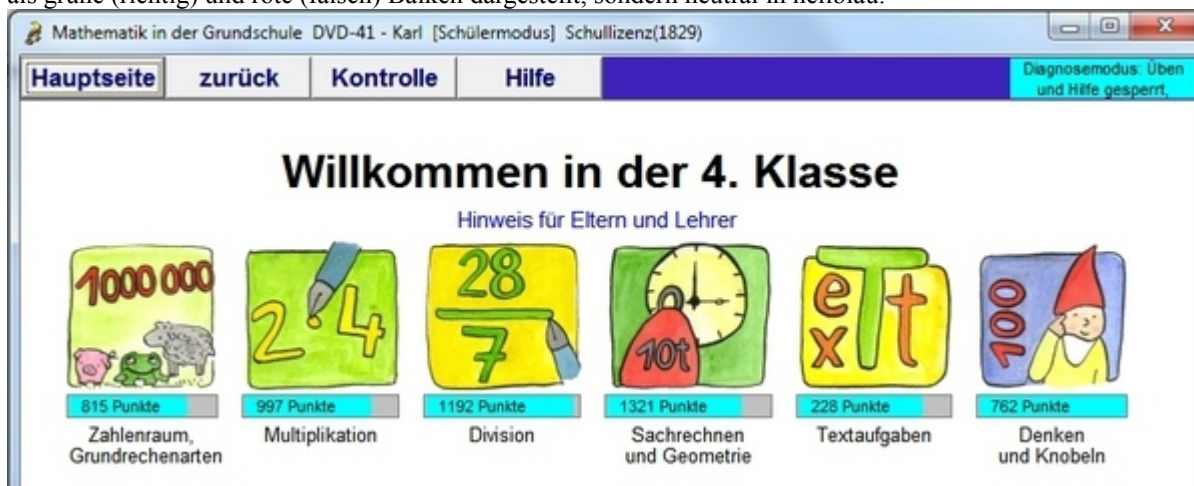 als grüne (richtig) und rote (falsch) Balken dargestellt, sondern neutral in hellblau.
Mathematik in der Grundschule DVD-41 - Karl [Schülermodus] Schullizenz(1829)
Hauptseite zurück Kontrolle Hilfe
Diagnosemodus: Üben
und Hilfe gesperrt,
Willkommen in der 4. Klasse
Hinweis für Eltern und Lehrer
1000 000
2 · 4
28
7
10t
e T t
x
100
815 Punkte 997 Punkte 1192 Punkte 1321 Punkte 228 Punkte 762 Punkte
Zahlenraum, Multiplikation Division Sachrechnen Textaufgaben Denken
Grundrechenarten und Geometrie und Knobeln